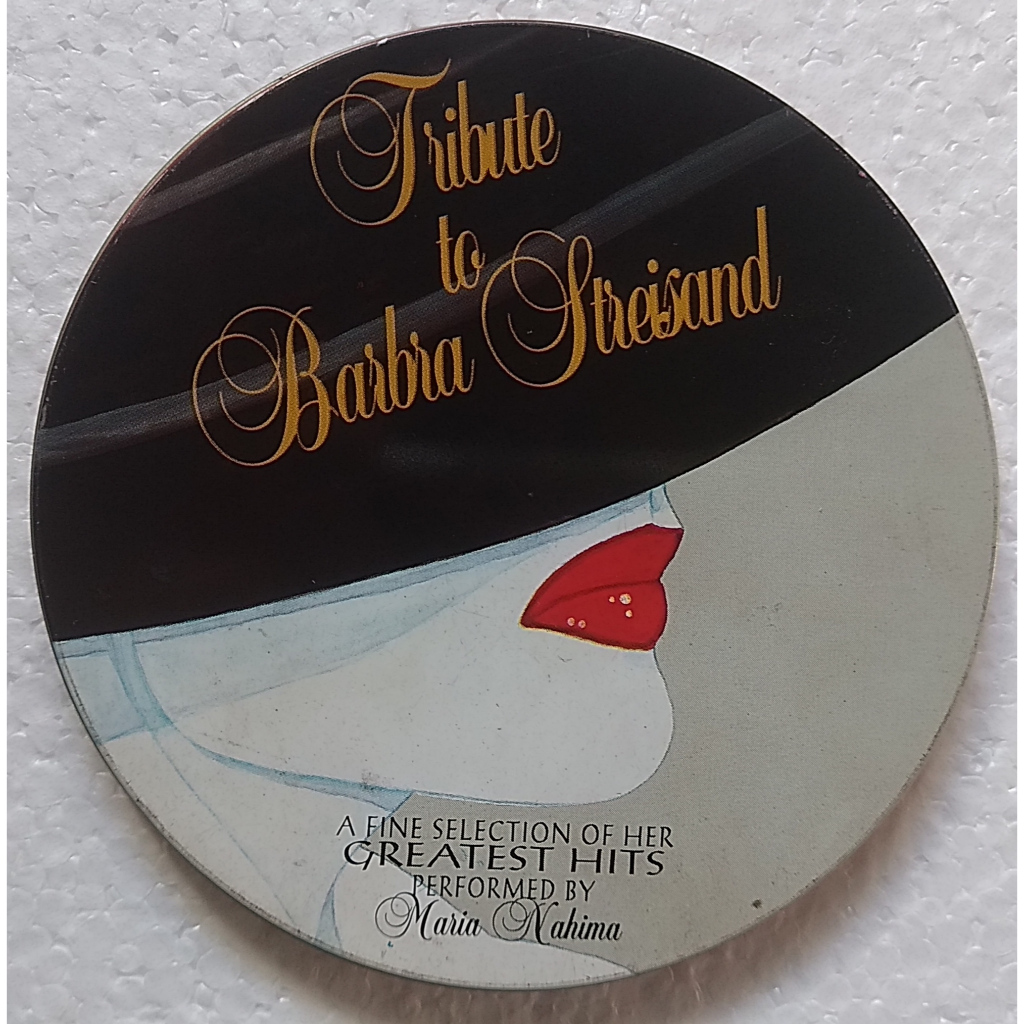 Tribute
to
Barbra Streisand
A FINE SELECTION OF HER
GREATEST HITS
PERFORMED BY
Maria Nahima